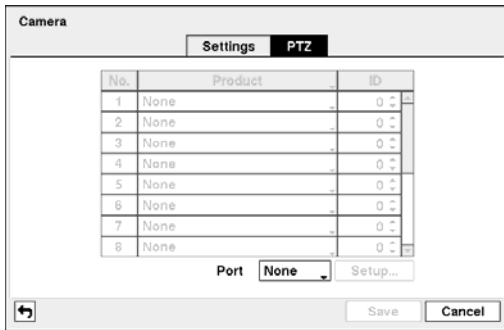 Camera
Settings PTZ
No. Product ID
1 None 0
2 None 0
3 None 0
4 None 0
5 None 0
6 None 0
7 None 0
8 None 0
Port None Setup...
Save Cancel